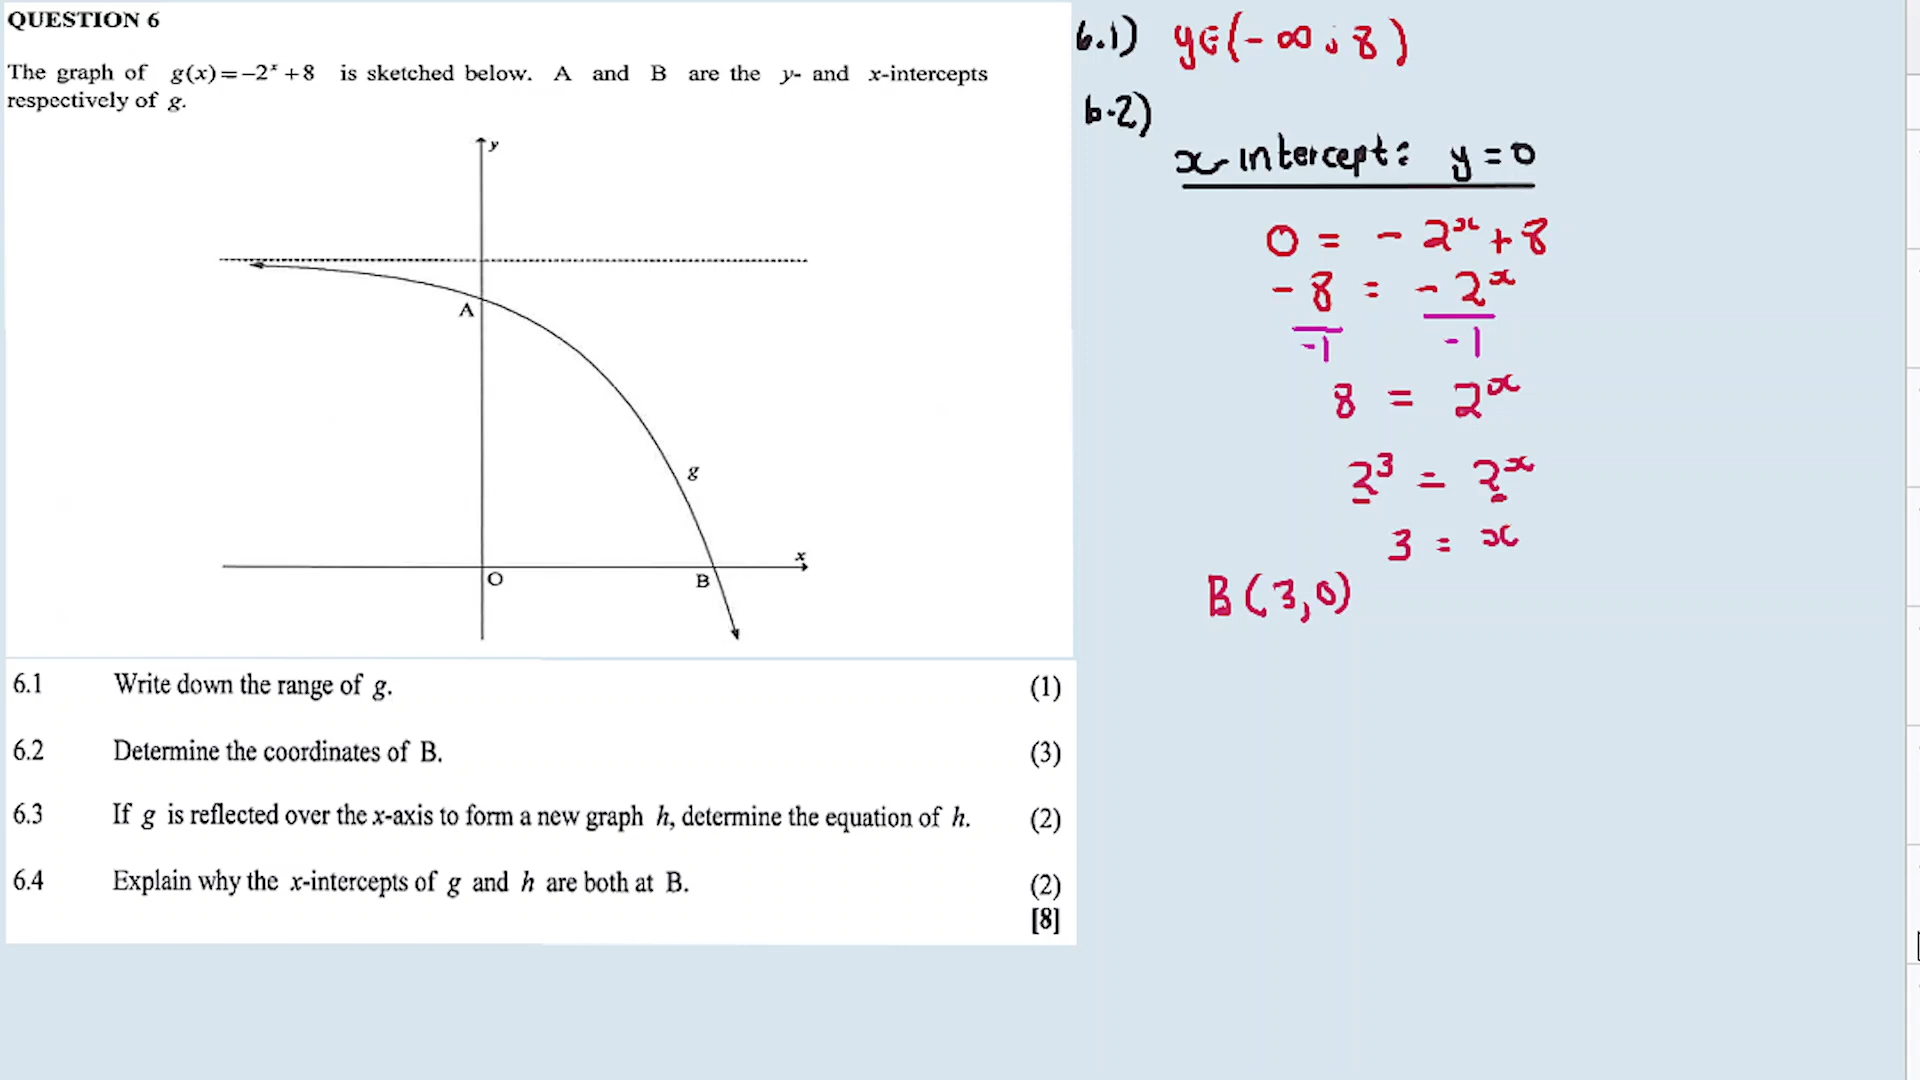 QUESTION 6
The graph of g(x) = −2ˣ + 8 is sketched below. A and B are the y- and x-intercepts
respectively of g.
y
A
g
x
O
B
6.1 Write down the range of g. (1)
6.2 Determine the coordinates of B. (3)
6.3 If g is reflected over the x-axis to form a new graph h, determine the equation of h. (2)
6.4 Explain why the x-intercepts of g and h are both at B. (2)
[8]
6.1) y∈(-∞;8)
6.2)
x intercept: y=0
0 = -2ˣ+8
-8 = -2ˣ
-1 -1
8 = 2ˣ
2³ = 2ˣ
3 = x
B(3,0)